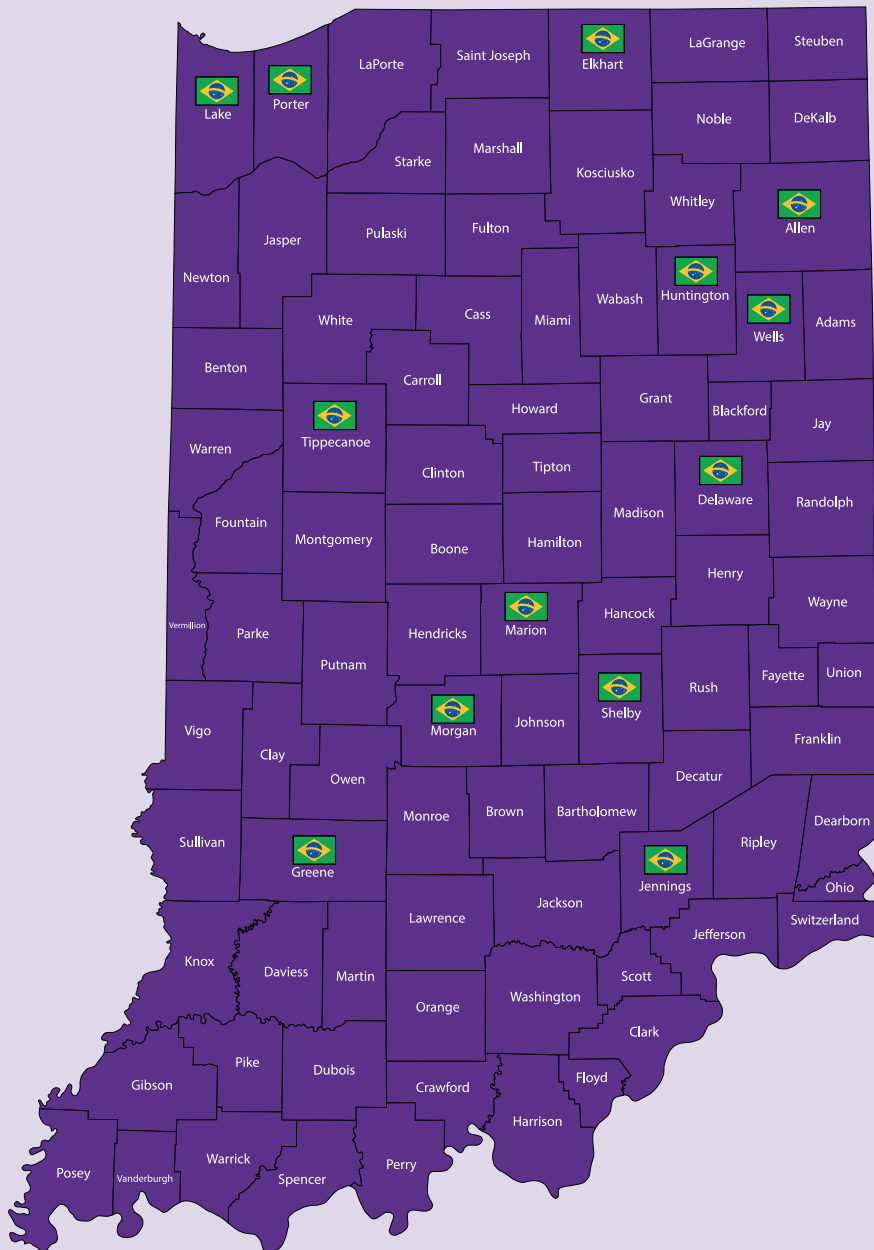 LaPorte
Saint Joseph
Elkhart
LaGrange
Steuben
Lake
Porter
Noble
DeKalb
Starke
Marshall
Kosciusko
Whitley
Allen
Newton
Jasper
Pulaski
Fulton
White
Cass
Miami
Wabash
Huntington
Wells
Adams
Benton
Carroll
Howard
Grant
Blackford
Jay
Warren
Tippecanoe
Clinton
Tipton
Madison
Delaware
Randolph
Fountain
Montgomery
Boone
Hamilton
Henry
Wayne
Vermillion
Parke
Putnam
Hendricks
Marion
Hancock
Rush
Fayette
Union
Vigo
Clay
Owen
Morgan
Johnson
Shelby
Franklin
Decatur
Sullivan
Greene
Monroe
Brown
Bartholomew
Jennings
Ripley
Dearborn
Ohio
Switzerland
Knox
Daviess
Martin
Lawrence
Jackson
Jefferson
Scott
Orange
Washington
Clark
Gibson
Pike
Dubois
Crawford
Floyd
Harrison
Posey
Vanderburgh
Warrick
Spencer
Perry